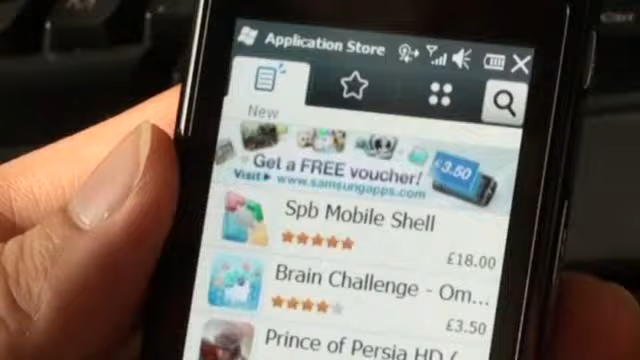 Application Store
New
Get a FREE voucher!
£3.50
Visit ▶ www.samsungapps.com
Spb Mobile Shell
£18.00
Brain Challenge - Om...
£3.50
Prince of Persia HD (